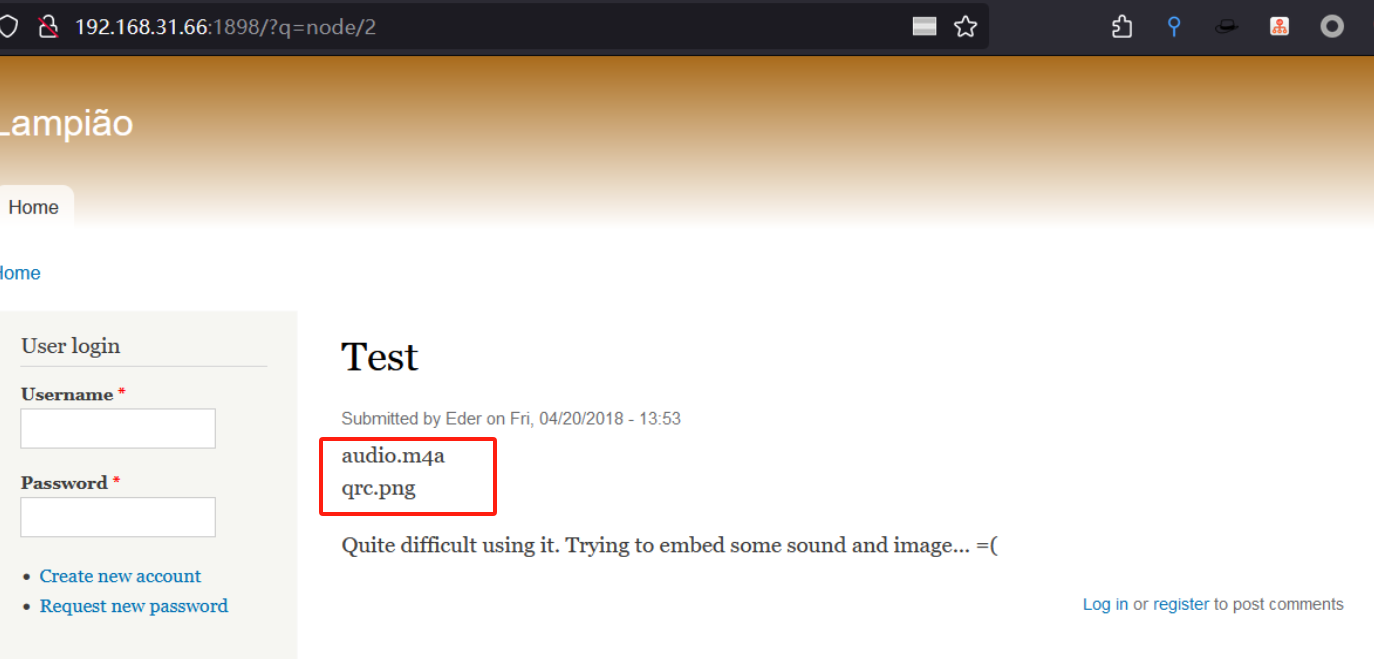 192.168.31.66:1898/?q=node/2
Lampião
Home
Home
User login
Username *
Password *
Create new account
Request new password
Test
Submitted by Eder on Fri, 04/20/2018 - 13:53
audio.m4a
qrc.png
Quite difficult using it. Trying to embed some sound and image... =(
Log in or register to post comments